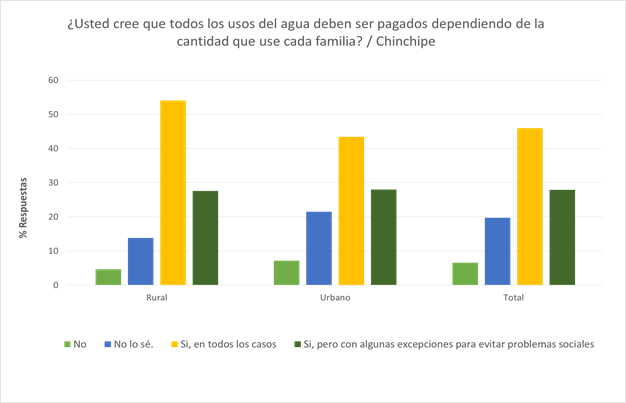 ¿Usted cree que todos los usos del agua deben ser pagados dependiendo de la
cantidad que use cada familia? / Chinchipe
60
50
40
30
20
10
0
% Respuestas
Rural
Urbano
Total
No
No lo sé.
Si, en todos los casos
Si, pero con algunas excepciones para evitar problemas sociales